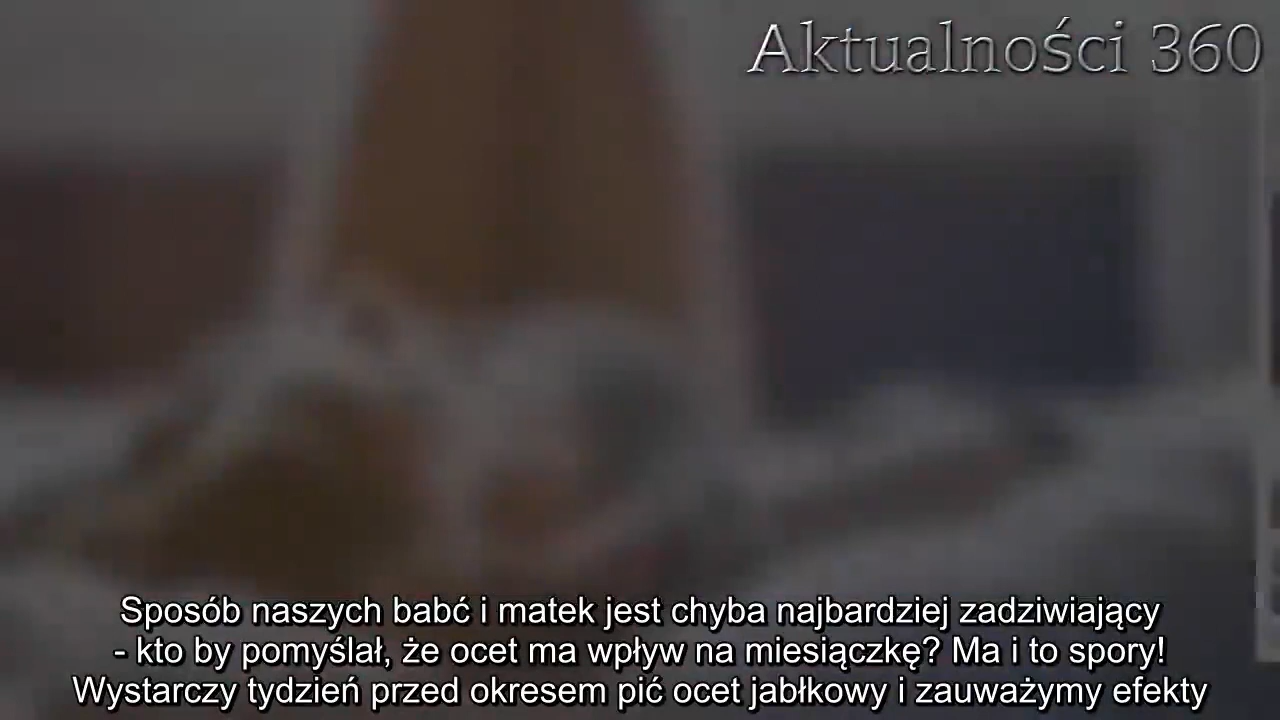 Aktualności 360
Sposób naszych babć i matek jest chyba najbardziej zadziwiający
- kto by pomyślał, że ocet ma wpływ na miesiączkę? Ma i to spory!
Wystarczy tydzień przed okresem pić ocet jabłkowy i zauważymy efekty